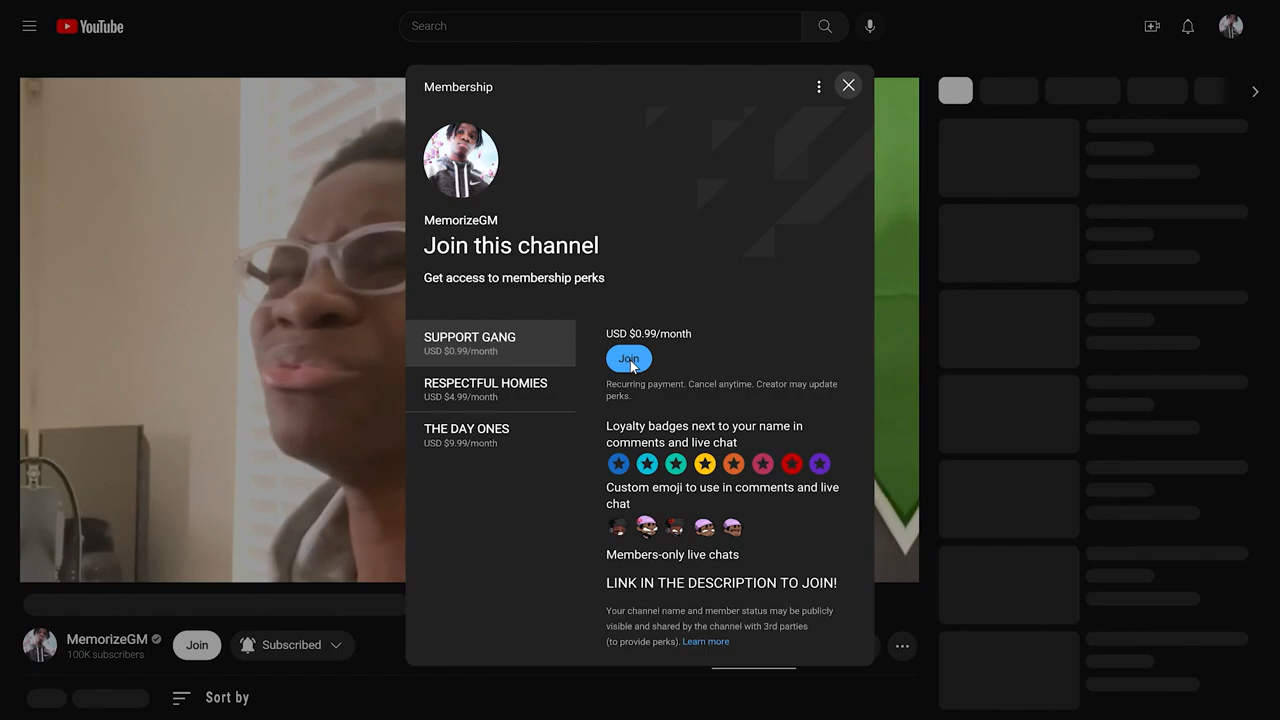 YouTube
Search
Membership
MemorizeGM
Join this channel
Get access to membership perks
SUPPORT GANG
USD $0.99/month
RESPECTFUL HOMIES
USD $4.99/month
THE DAY ONES
USD $9.99/month
USD $0.99/month
Join
Recurring payment. Cancel anytime. Creator may update
perks.
Loyalty badges next to your name in
comments and live chat
Custom emoji to use in comments and live
chat
Members-only live chats
LINK IN THE DESCRIPTION TO JOIN!
Your channel name and member status may be publicly
visible and shared by the channel with 3rd parties
(to provide perks). Learn more
MemorizeGM
100K subscribers
Join
Subscribed
Sort by